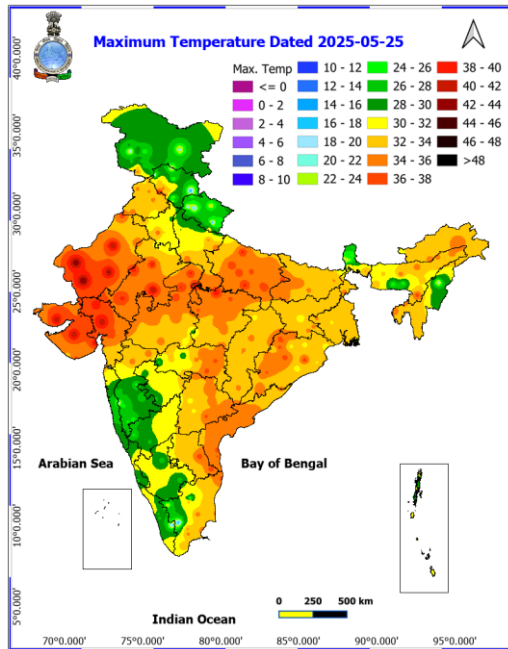 Maximum Temperature Dated 2025-05-25
Max. Temp
<= 0
0 - 2
2 - 4
4 - 6
6 - 8
8 - 10
10 - 12
12 - 14
14 - 16
16 - 18
18 - 20
20 - 22
22 - 24
24 - 26
26 - 28
28 - 30
30 - 32
32 - 34
34 - 36
36 - 38
38 - 40
40 - 42
42 - 44
44 - 46
46 - 48
>48
40°0.000'
35°0.000'
30°0.000'
25°0.000'
20°0.000'
15°0.000'
10°0.000'
5°0.000'
Arabian Sea
Bay of Bengal
Indian Ocean
0 250 500 km
70°0.000' 75°0.000' 80°0.000' 85°0.000' 90°0.000' 95°0.000'